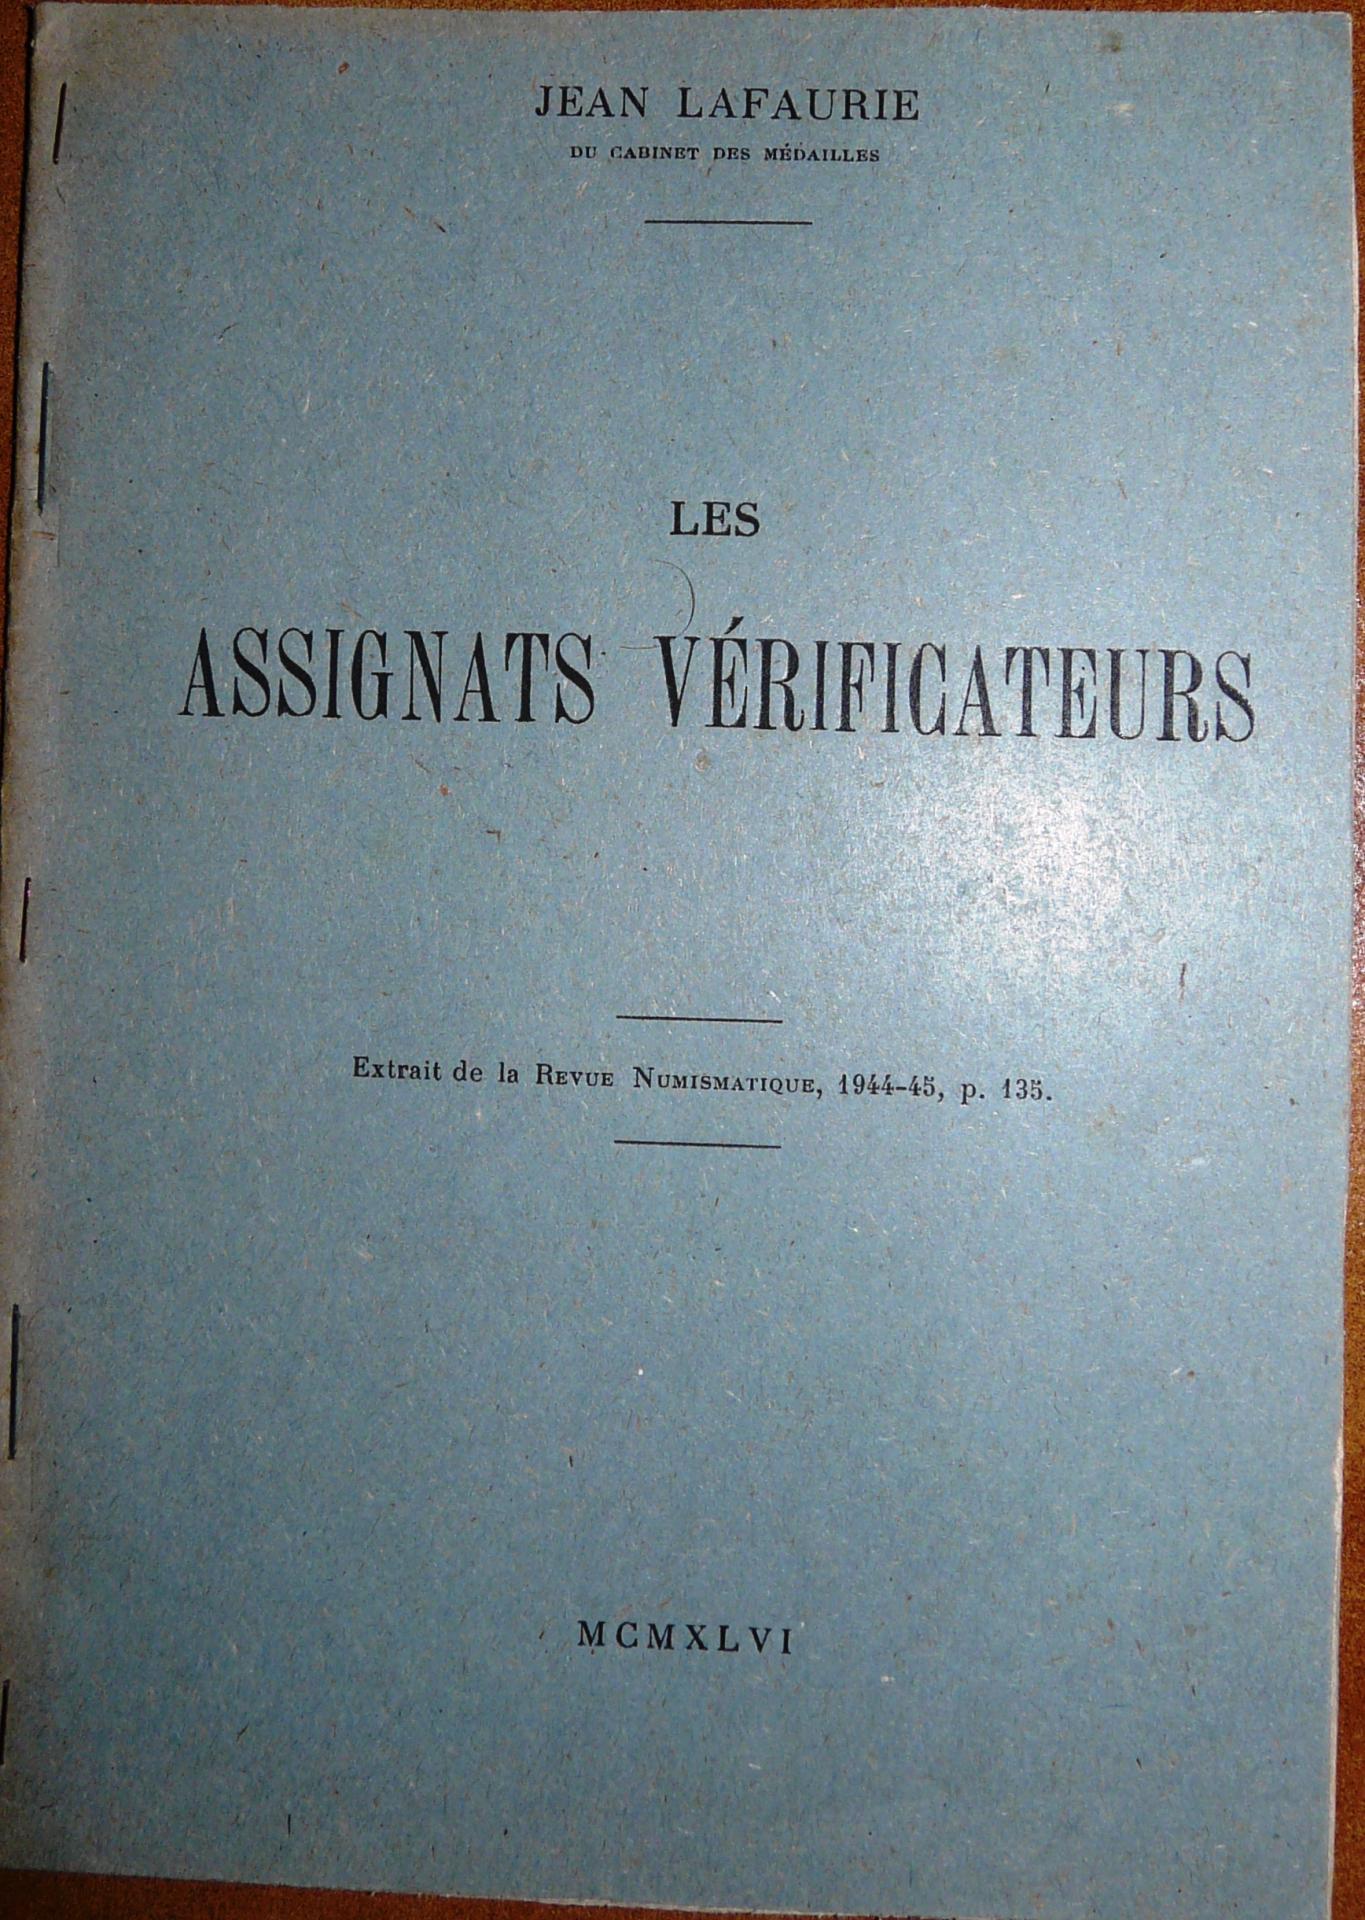 JEAN LAFAURIE
DU CABINET DES MÉDAILLES
LES
ASSIGNATS VÉRIFICATEURS
Extrait de la REVUE NUMISMATIQUE, 1944-45, p. 135.
MCMXLVI